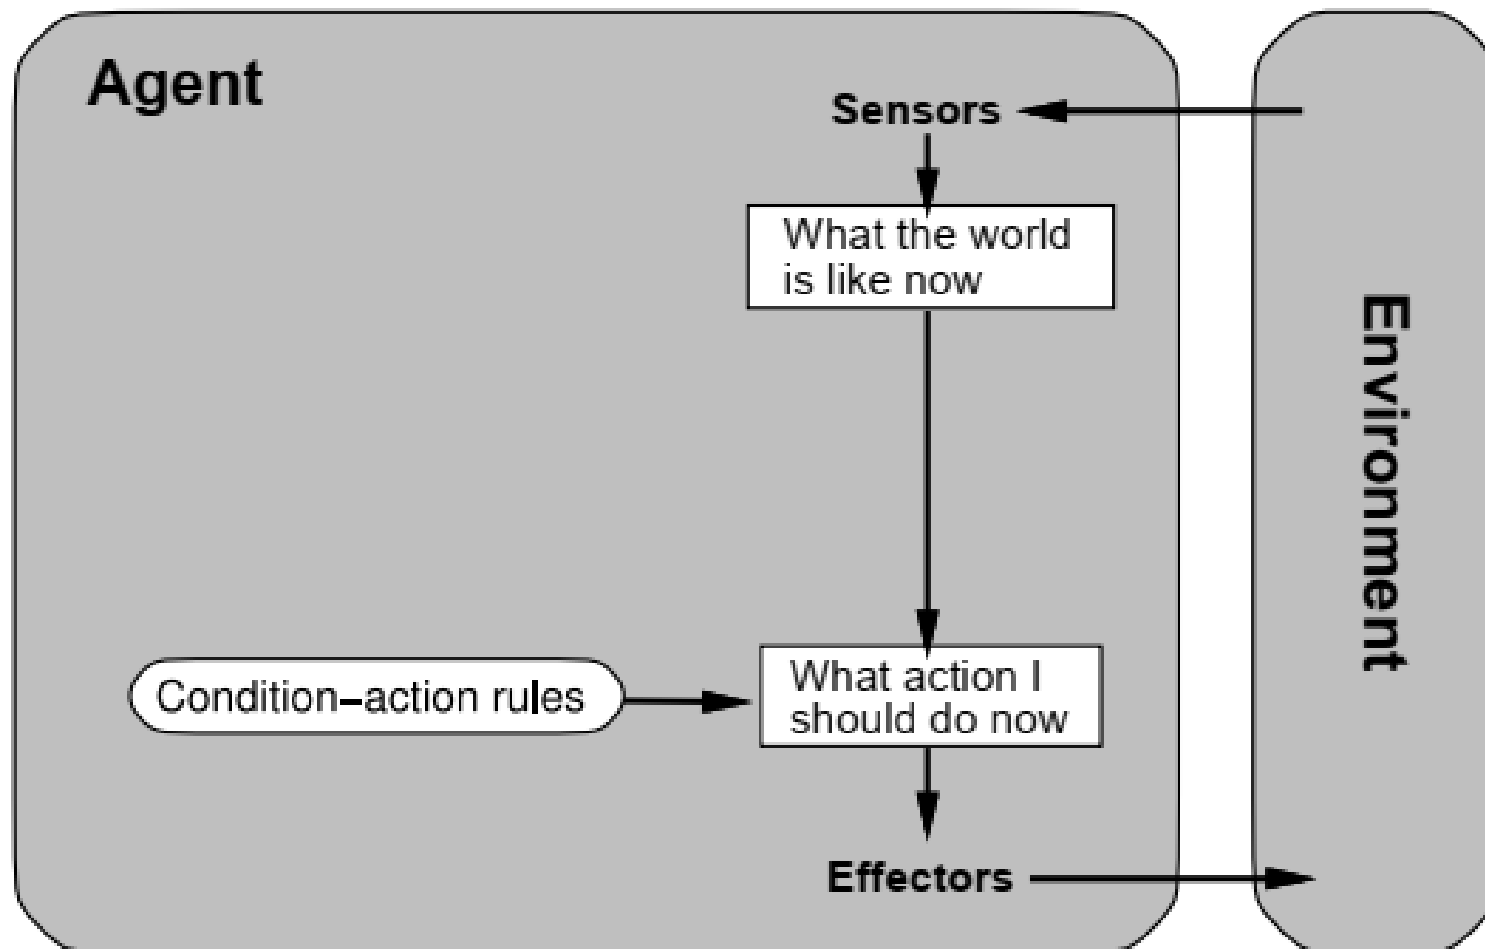 Agent
Sensors
What the world
is like now
Environment
Condition–action rules
What action I
should do now
Effectors